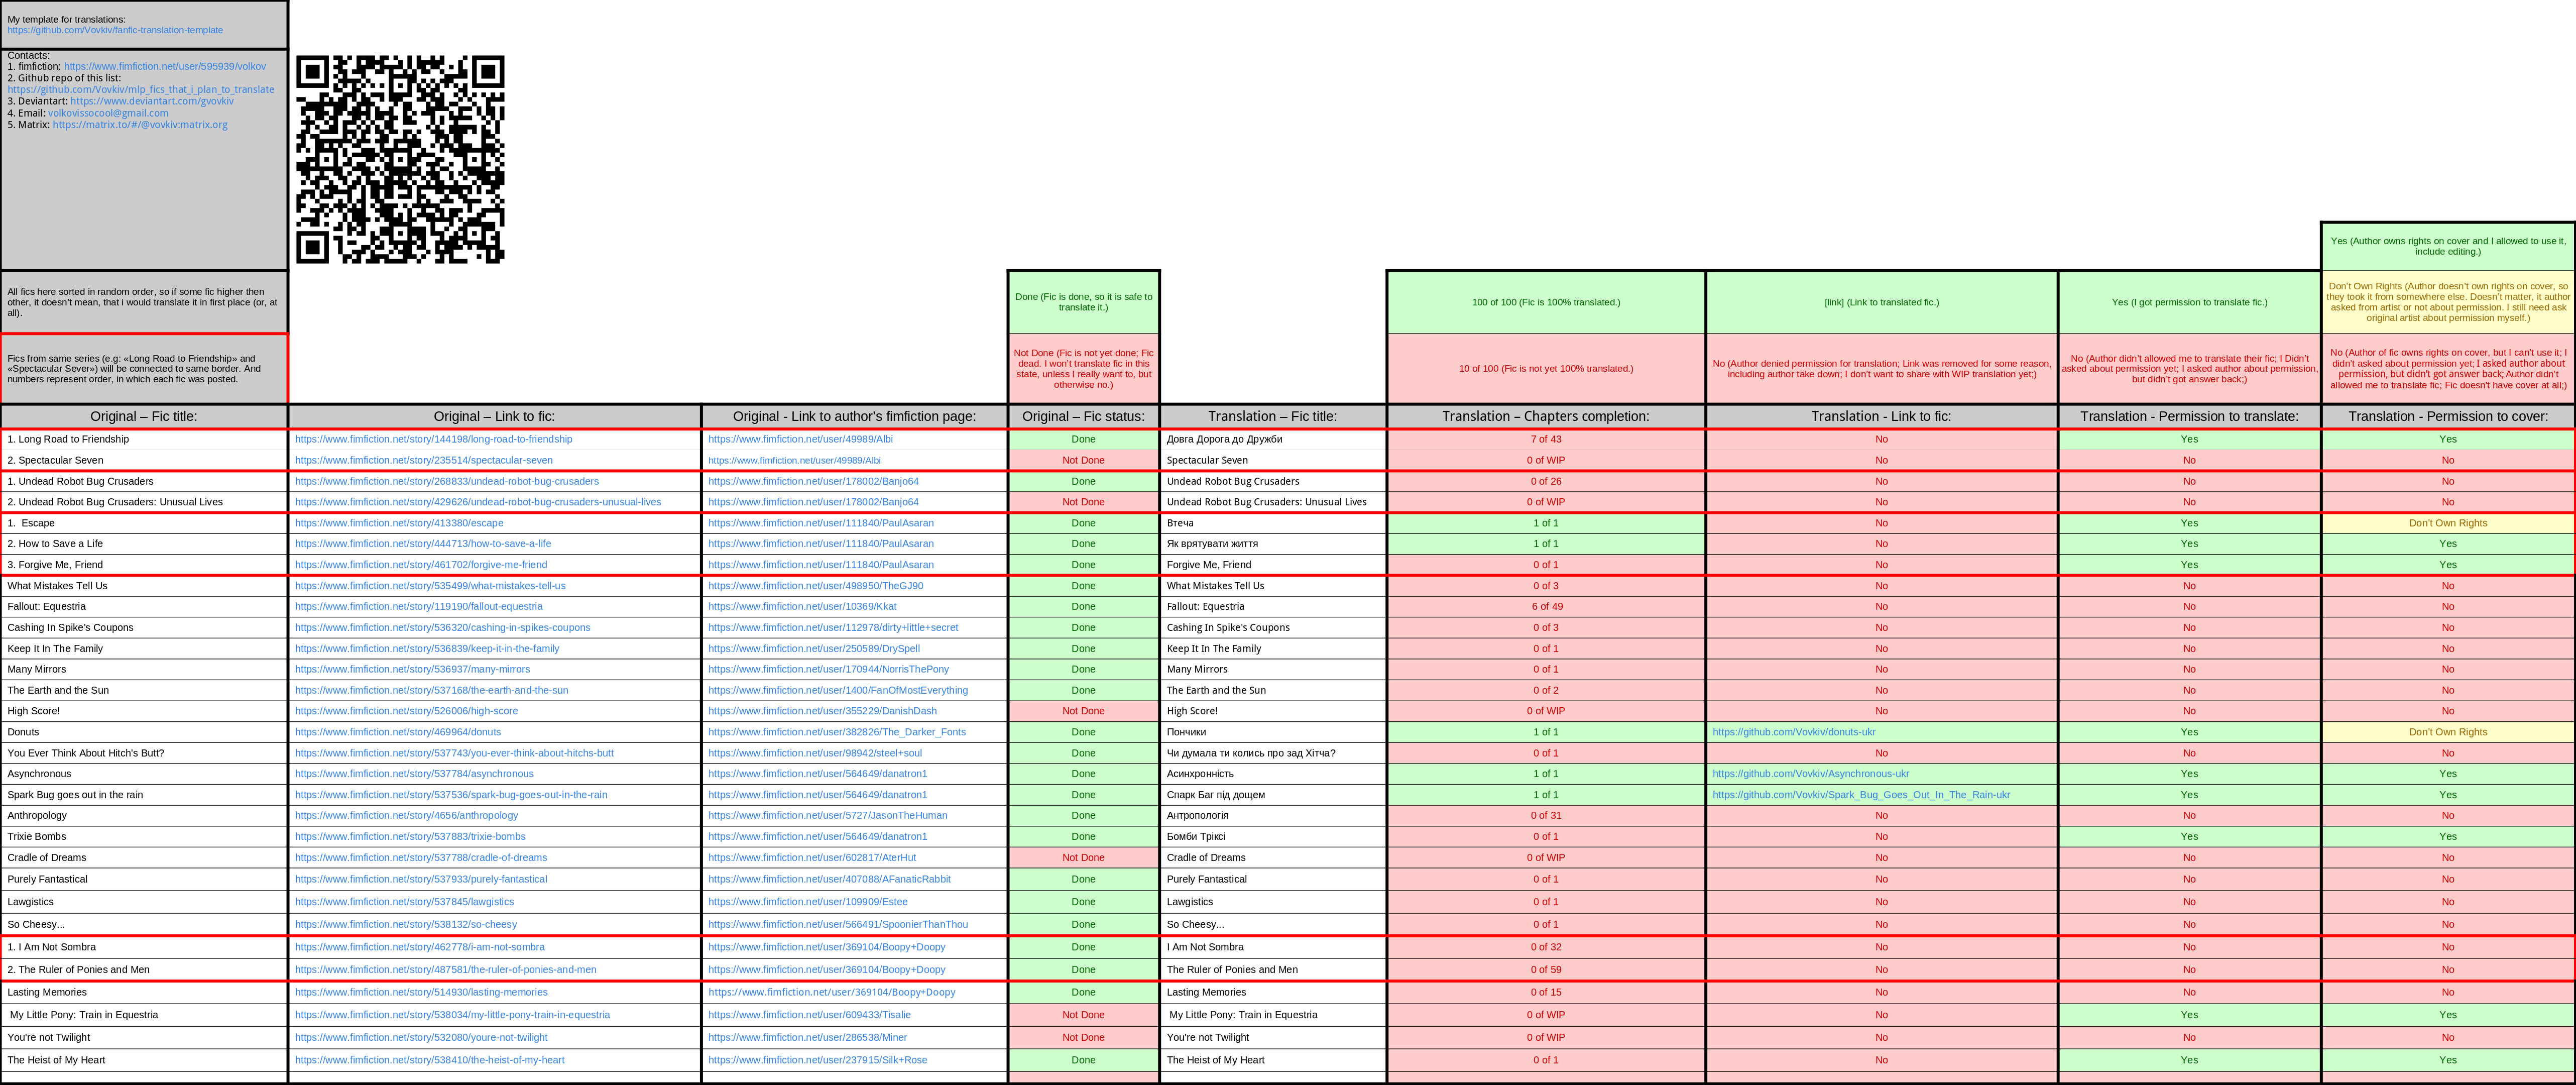 My template for translations:
https://github.com/Vovkiv/fanfic-translation-template
Contacts:
1. fimfiction: https://www.fimfiction.net/user/595939/volkov
2. Github repo of this list:
https://github.com/Vovkiv/mlp_fics_that_i_plan_to_translate
3. Deviantart: https://www.deviantart.com/gvovkiv
4. Email: volkovissocool@gmail.com
5. Matrix: https://matrix.to/#/@vovkiv:matrix.org
All fics here sorted in random order, so if some fic higher then
other, it doesn't mean, that i would translate it in first place (or, at
all).
Fics from same series (e.g: «Long Road to Friendship» and
«Spectacular Sever») will be connected to same border. And
numbers represent order, in which each fic was posted.
Done (Fic is done, so it is safe to
translate it.)
Not Done (Fic is not yet done; Fic
dead. I won't translate fic in this
state, unless I really want to, but
otherwise no.)
100 of 100 (Fic is 100% translated.)
10 of 100 (Fic is not yet 100% translated.)
[link] (Link to translated fic.)
No (Author denied permission for translation; Link was removed for some reason,
including author take down; I don't want to share with WIP translation yet;)
Yes (I got permission to translate fic.)
No (Author didn't allowed me to translate their fic; I Didn't
asked about permission yet; I asked about permission,
but didn't got answer back;)
Yes (Author owns rights on cover and I allowed to use it,
include editing.)
Don't Own Rights (Author doesn't own rights on cover, so
they took it from somewhere else. Doesn't matter, it author
asked from artist or not about permission. I still need ask
original artist about permission myself.)
No (Author of fic owns rights on cover, but I can't use it; I
didn't asked about permission yet; I asked author about
permission, but didn't got answer back; Author didn't
allowed me to translate fic; Fic doesn't have cover at all;)
Original – Fic title: Original – Link to fic: Original - Link to author's fimfiction page: Original – Fic status: Translation – Fic title: Translation – Chapters completion: Translation - Link to fic: Translation - Permission to translate: Translation - Permission to cover:
1. Long Road to Friendship https://www.fimfiction.net/story/144198/long-road-to-friendship https://www.fimfiction.net/user/49989/Albi Done Довга Дорога до Дружби 7 of 43 No Yes Yes
2. Spectacular Seven https://www.fimfiction.net/story/235514/spectacular-seven https://www.fimfiction.net/user/49989/Albi Not Done Spectacular Seven 0 of WIP No No No
1. Undead Robot Bug Crusaders https://www.fimfiction.net/story/268833/undead-robot-bug-crusaders https://www.fimfiction.net/user/178002/Banjo64 Done Undead Robot Bug Crusaders 0 of 26 No No No
2. Undead Robot Bug Crusaders: Unusual Lives https://www.fimfiction.net/story/429626/undead-robot-bug-crusaders-unusual-lives https://www.fimfiction.net/user/178002/Banjo64 Not Done Undead Robot Bug Crusaders: Unusual Lives 0 of WIP No No No
1. Escape https://www.fimfiction.net/story/413380/escape https://www.fimfiction.net/user/111840/PaulAsaran Done Втеча 1 of 1 No Yes Don't Own Rights
2. How to Save a Life https://www.fimfiction.net/story/444713/how-to-save-a-life https://www.fimfiction.net/user/111840/PaulAsaran Done Як врятувати життя 1 of 1 No Yes Yes
3. Forgive Me, Friend https://www.fimfiction.net/story/461702/forgive-me-friend https://www.fimfiction.net/user/111840/PaulAsaran Done Forgive Me, Friend 0 of 1 No Yes Yes
What Mistakes Tell Us https://www.fimfiction.net/story/535499/what-mistakes-tell-us https://www.fimfiction.net/user/498950/TheGJ90 Done What Mistakes Tell Us 0 of 3 No No No
Fallout: Equestria https://www.fimfiction.net/story/119190/fallout-equestria https://www.fimfiction.net/user/10369/Kkat Done Fallout: Equestria 6 of 49 No No No
Cashing In Spike's Coupons https://www.fimfiction.net/story/536320/cashing-in-spikes-coupons https://www.fimfiction.net/user/112978/dirty+little+secret Done Cashing In Spike's Coupons 0 of 3 No No No
Keep It In The Family https://www.fimfiction.net/story/536839/keep-it-in-the-family https://www.fimfiction.net/user/250589/DrySpell Done Keep It In The Family 0 of 1 No No No
Many Mirrors https://www.fimfiction.net/story/536937/many-mirrors https://www.fimfiction.net/user/170944/NorrisThePony Done Many Mirrors 0 of 1 No No No
The Earth and the Sun https://www.fimfiction.net/story/537168/the-earth-and-the-sun https://www.fimfiction.net/user/1400/FanOfMostEverything Done The Earth and the Sun 0 of 2 No No No
High Score! https://www.fimfiction.net/story/526006/high-score https://www.fimfiction.net/user/355229/DanishDash Not Done High Score! 0 of WIP No No No
Donuts https://www.fimfiction.net/story/469964/donuts https://www.fimfiction.net/user/382826/The_Darker_Fonts Done Пончики 1 of 1 https://github.com/Vovkiv/donuts-ukr Yes Don't Own Rights
You Ever Think About Hitch's Butt? https://www.fimfiction.net/story/537743/you-ever-think-about-hitchs-butt https://www.fimfiction.net/user/98942/steel+soul Done Чи думала ти колись про зад Хітча? 0 of 1 No No No
Asynchronous https://www.fimfiction.net/story/537784/asynchronous https://www.fimfiction.net/user/564649/danatron1 Done Асинхронність 1 of 1 https://github.com/Vovkiv/Asynchronous-ukr Yes Yes
Spark Bug goes out in the rain https://www.fimfiction.net/story/537536/spark-bug-goes-out-in-the-rain https://www.fimfiction.net/user/564649/danatron1 Done Спарк Баг під дощем 1 of 1 https://github.com/Vovkiv/Spark_Bug_Goes_Out_In_The_Rain-ukr Yes Yes
Anthropology https://www.fimfiction.net/story/4656/anthropology https://www.fimfiction.net/user/5727/JasonTheHuman Done Антропологія 0 of 31 No No No
Trixie Bombs https://www.fimfiction.net/story/537883/trixie-bombs https://www.fimfiction.net/user/564649/danatron1 Done Бомби Тріксі 0 of 1 No Yes Yes
Cradle of Dreams https://www.fimfiction.net/story/537788/cradle-of-dreams https://www.fimfiction.net/user/602817/AterHut Not Done Cradle of Dreams 0 of WIP No No No
Purely Fantastical https://www.fimfiction.net/story/537933/purely-fantastical https://www.fimfiction.net/user/407088/AFanaticRabbit Done Purely Fantastical 0 of 1 No No No
Lawgistics https://www.fimfiction.net/story/537845/lawgistics https://www.fimfiction.net/user/109909/Estee Done Lawgistics 0 of 1 No No No
So Cheesy... https://www.fimfiction.net/story/538132/so-cheesy https://www.fimfiction.net/user/566491/SpoonierThanThou Done So Cheesy... 0 of 1 No No No
1. I Am Not Sombra https://www.fimfiction.net/story/462778/i-am-not-sombra https://www.fimfiction.net/user/369104/Boopy+Doopy Done I Am Not Sombra 0 of 32 No No No
2. The Ruler of Ponies and Men https://www.fimfiction.net/story/487581/the-ruler-of-ponies-and-men https://www.fimfiction.net/user/369104/Boopy+Doopy Done The Ruler of Ponies and Men 0 of 59 No No No
Lasting Memories https://www.fimfiction.net/story/514930/lasting-memories https://www.fimfiction.net/user/369104/Boopy+Doopy Done Lasting Memories 0 of 15 No No No
My Little Pony: Train in Equestria https://www.fimfiction.net/story/538034/my-little-pony-train-in-equestria https://www.fimfiction.net/user/609433/Tisalie Not Done My Little Pony: Train in Equestria 0 of WIP No Yes Yes
You're not Twilight https://www.fimfiction.net/story/532080/youre-not-twilight https://www.fimfiction.net/user/286538/Miner Not Done You're not Twilight 0 of WIP No No No
The Heist of My Heart https://www.fimfiction.net/story/538410/the-heist-of-my-heart https://www.fimfiction.net/user/237915/Silk+Rose Done The Heist of My Heart 0 of 1 No Yes Yes